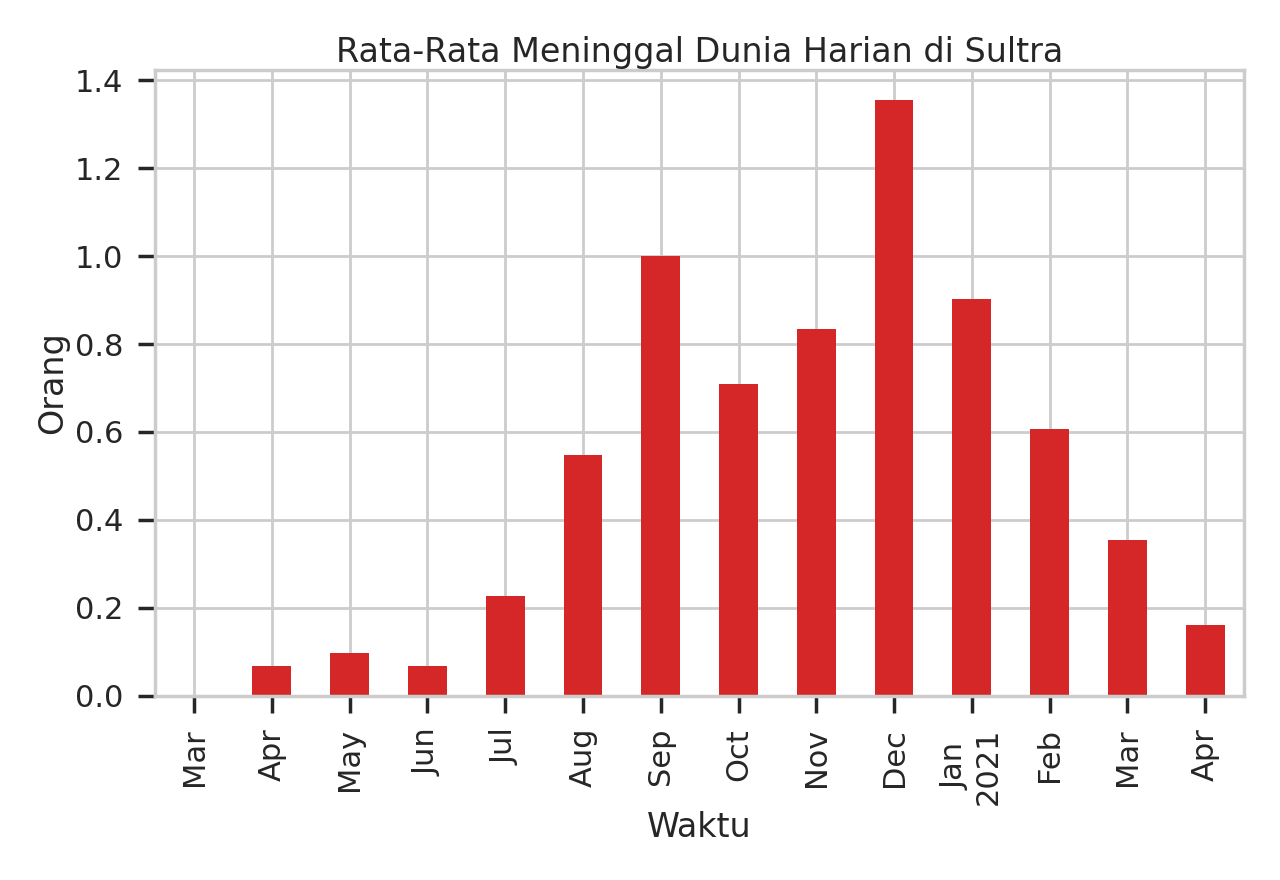 Rata-Rata Meninggal Dunia Harian di Sultra
Orang
1.4
1.2
1.0
0.8
0.6
0.4
0.2
0.0
Mar
Apr
May
Jun
Jul
Aug
Sep
Oct
Nov
Dec
Jan
2021
Feb
Mar
Apr
Waktu